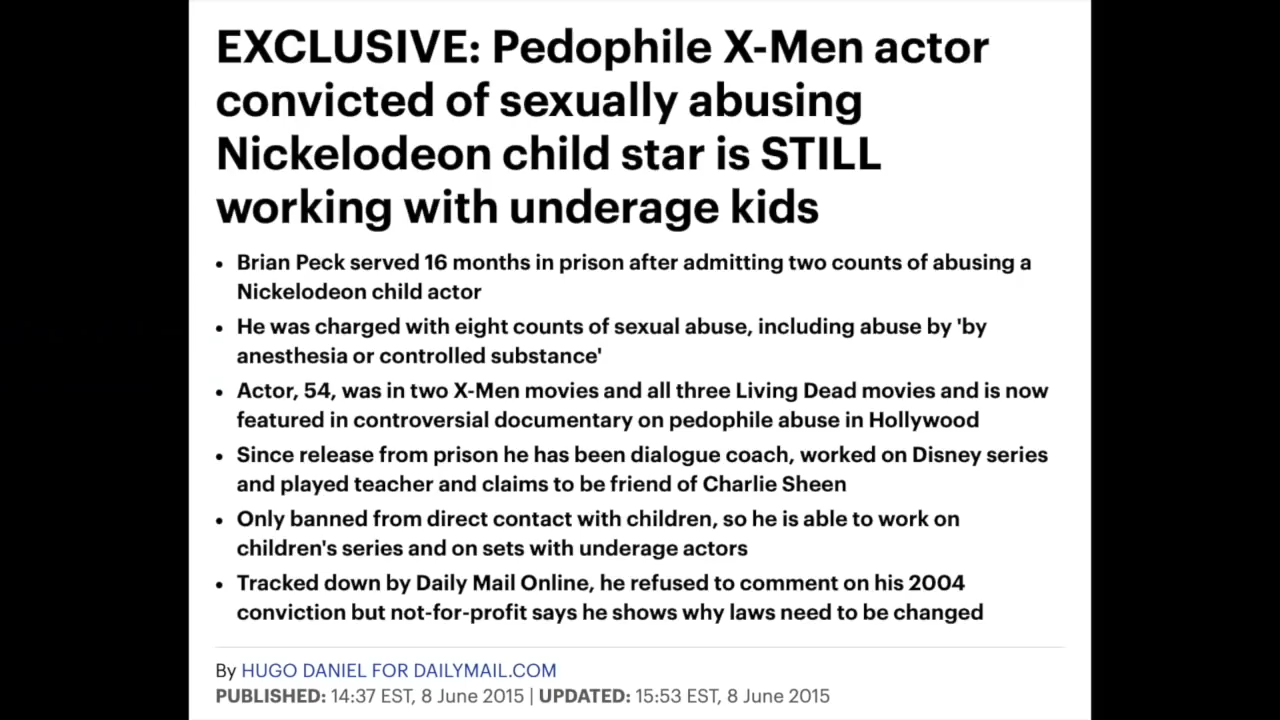 EXCLUSIVE: Pedophile X-Men actor
convicted of sexually abusing
Nickelodeon child star is STILL
working with underage kids
• Brian Peck served 16 months in prison after admitting two counts of abusing a
Nickelodeon child actor
• He was charged with eight counts of sexual abuse, including abuse by 'by
anesthesia or controlled substance'
• Actor, 54, was in two X-Men movies and all three Living Dead movies and is now
featured in controversial documentary on pedophile abuse in Hollywood
• Since release from prison he has been dialogue coach, worked on Disney series
and played teacher and claims to be friend of Charlie Sheen
• Only banned from direct contact with children, so he is able to work on
children's series and on sets with underage actors
• Tracked down by Daily Mail Online, he refused to comment on his 2004
conviction but not-for-profit says he shows why laws need to be changed
By HUGO DANIEL FOR DAILYMAIL.COM
PUBLISHED: 14:37 EST, 8 June 2015 | UPDATED: 15:53 EST, 8 June 2015